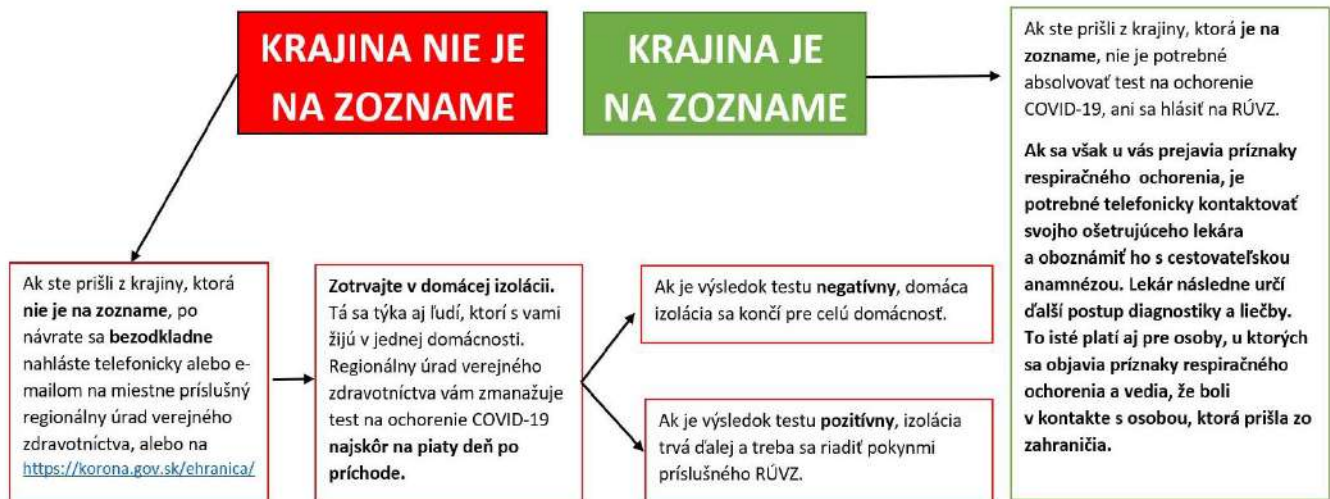 KRAJINA NIE JE
NA ZOZNAME
KRAJINA JE
NA ZOZNAME
Ak ste prišli z krajiny, ktorá je na
zozname, nie je potrebné
absolvovať test na ochorenie
COVID-19, ani sa hlásiť na RÚVZ.
Ak sa však u vás prejavia príznaky
respiračného ochorenia, je
potrebné telefonicky kontaktovať
svojho ošetrujúceho lekára
a oboznámiť ho s cestovateľskou
anamnézou. Lekár následne určí
ďalší postup diagnostiky a liečby.
To isté platí aj pre osoby, u ktorých
sa objavia príznaky respiračného
ochorenia a vedia, že boli
v kontakte s osobou, ktorá prišla zo
zahraničia.
Ak ste prišli z krajiny, ktorá
nie je na zozname, po
návrate sa bezodkladne
nahláste telefonicky alebo e-
mailom na miestne príslušný
regionálny úrad verejného
zdravotníctva, alebo na
https://korona.gov.sk/ehranica/
Zotrvajte v domácej izolácii.
Tá sa týka aj ľudí, ktorí s vami
žijú v jednej domácnosti.
Regionálny úrad verejného
zdravotníctva vám zmanažuje
test na ochorenie COVID-19
najskôr na piaty deň po
príchode.
Ak je výsledok testu negatívny, domáca
izolácia sa končí pre celú domácnosť.
Ak je výsledok testu pozitívny, izolácia
trvá ďalej a treba sa riadiť pokynmi
príslušného RÚVZ.